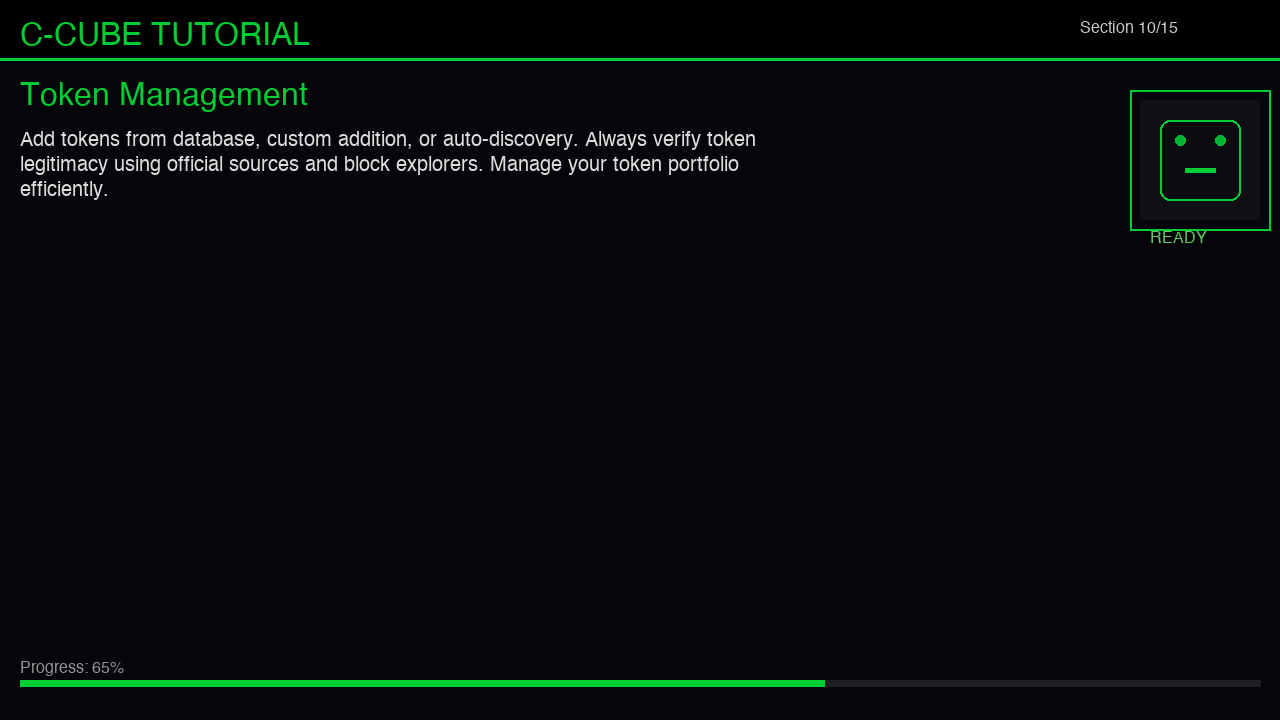 C-CUBE TUTORIAL
Section 10/15
Token Management
Add tokens from database, custom addition, or auto-discovery. Always verify token
legitimacy using official sources and block explorers. Manage your token portfolio
efficiently.
READY
Progress: 65%